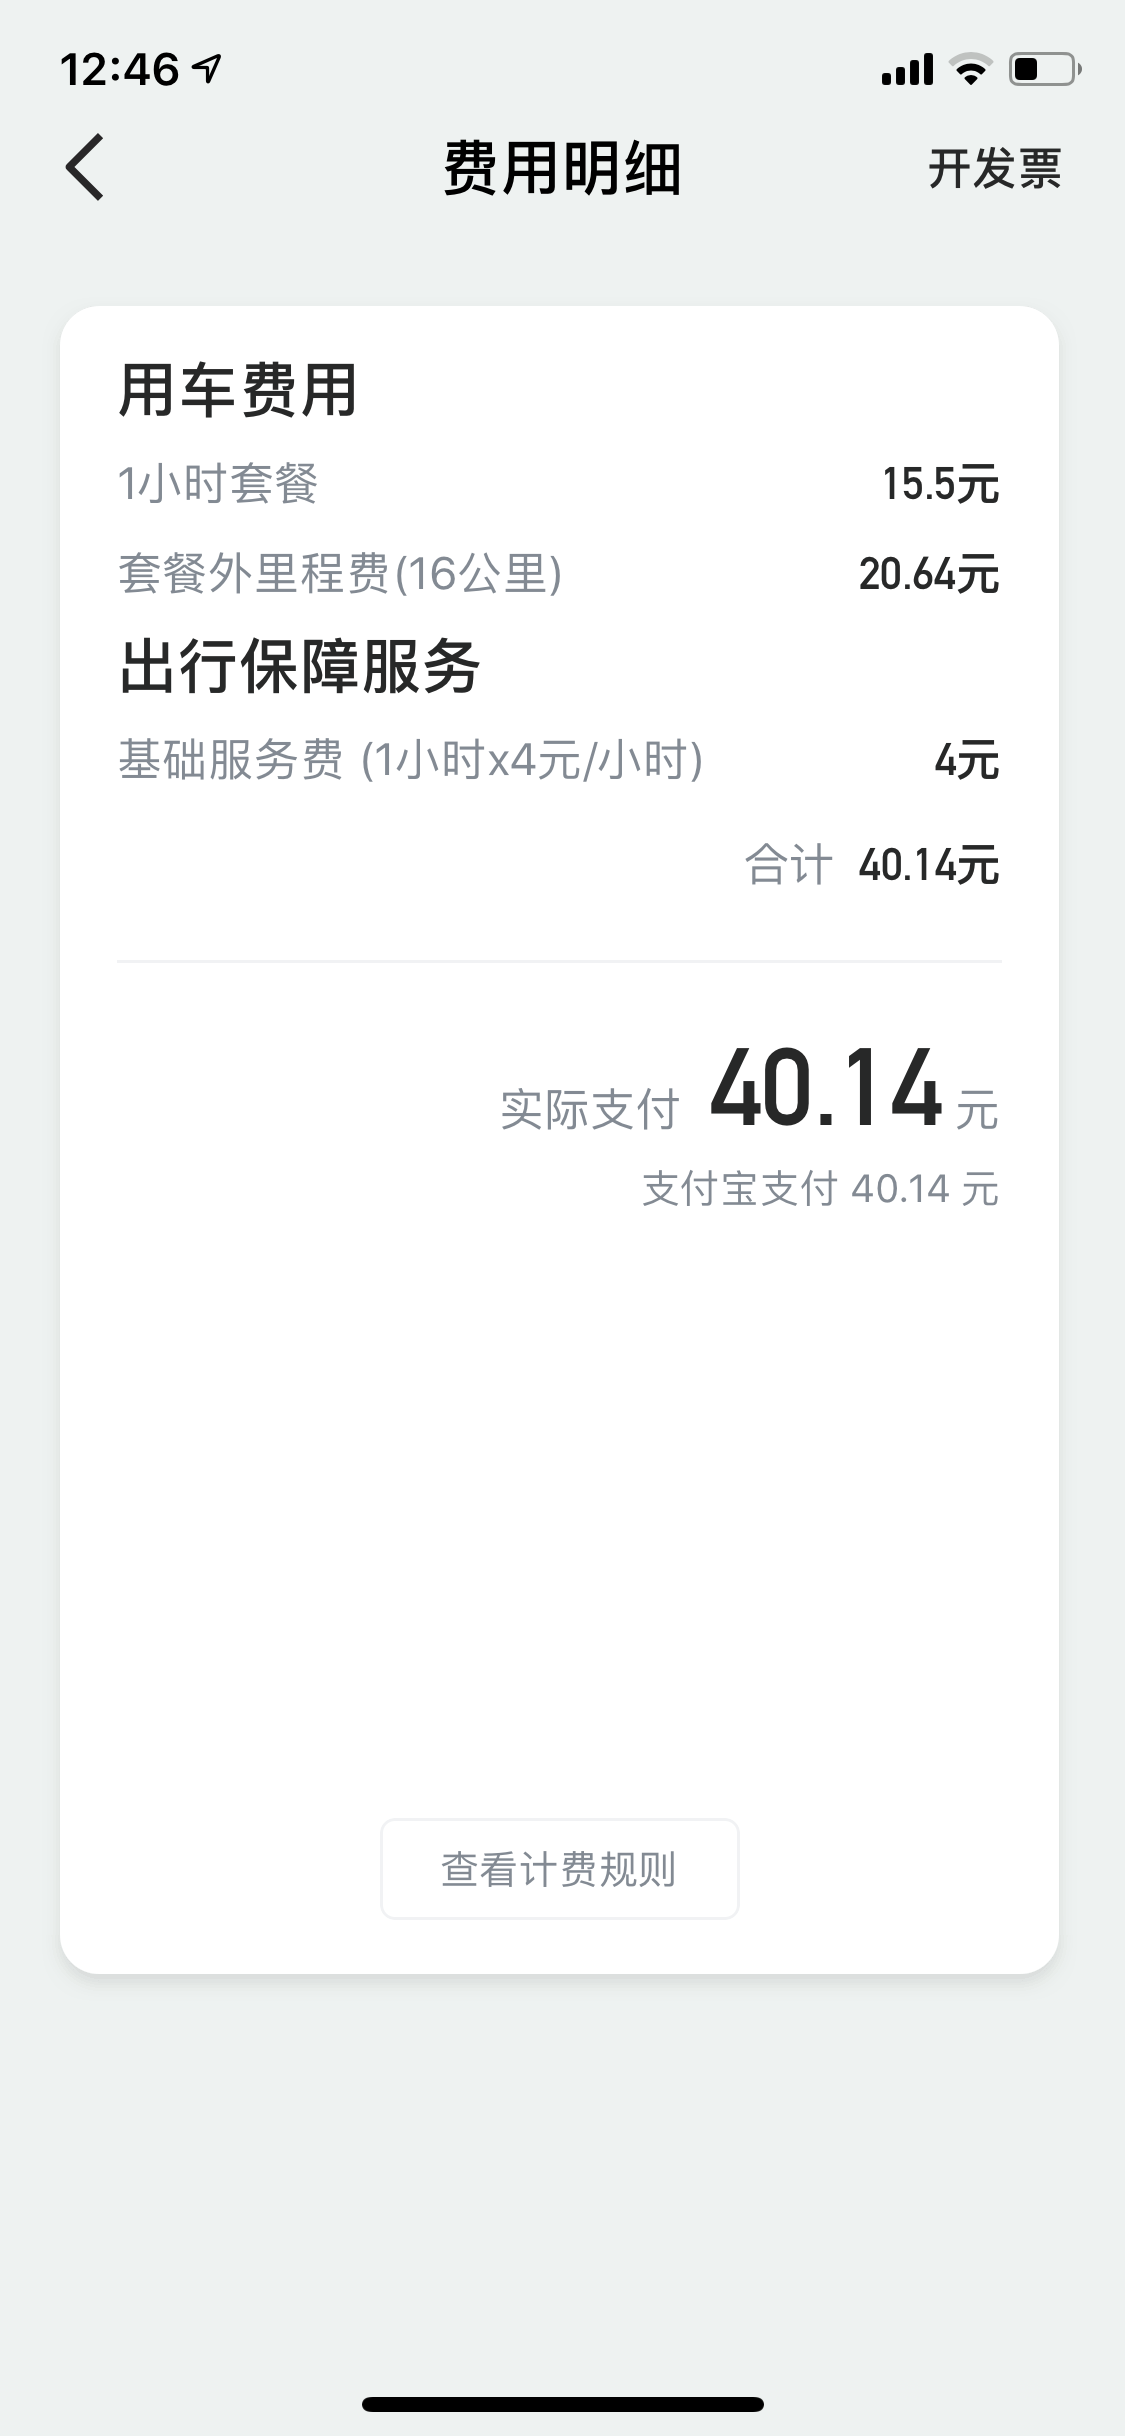 12:46
费用明细
开发票
用车费用
1小时套餐 15.5元
套餐外里程费(16公里) 20.64元
出行保障服务
基础服务费 (1小时x4元/小时) 4元
合计 40.14元
实际支付 40.14 元
支付宝支付 40.14 元
查看计费规则